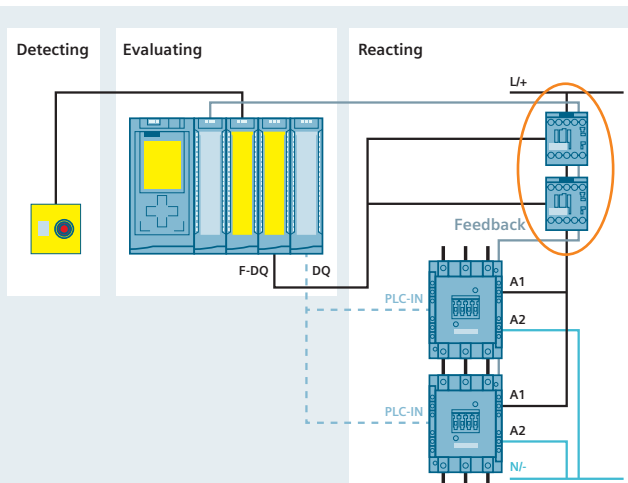 Detecting
Evaluating
Reacting
L/+
Feedback
F-DQ
DQ
A1
PLC-IN
A2
A1
PLC-IN
A2
N/-